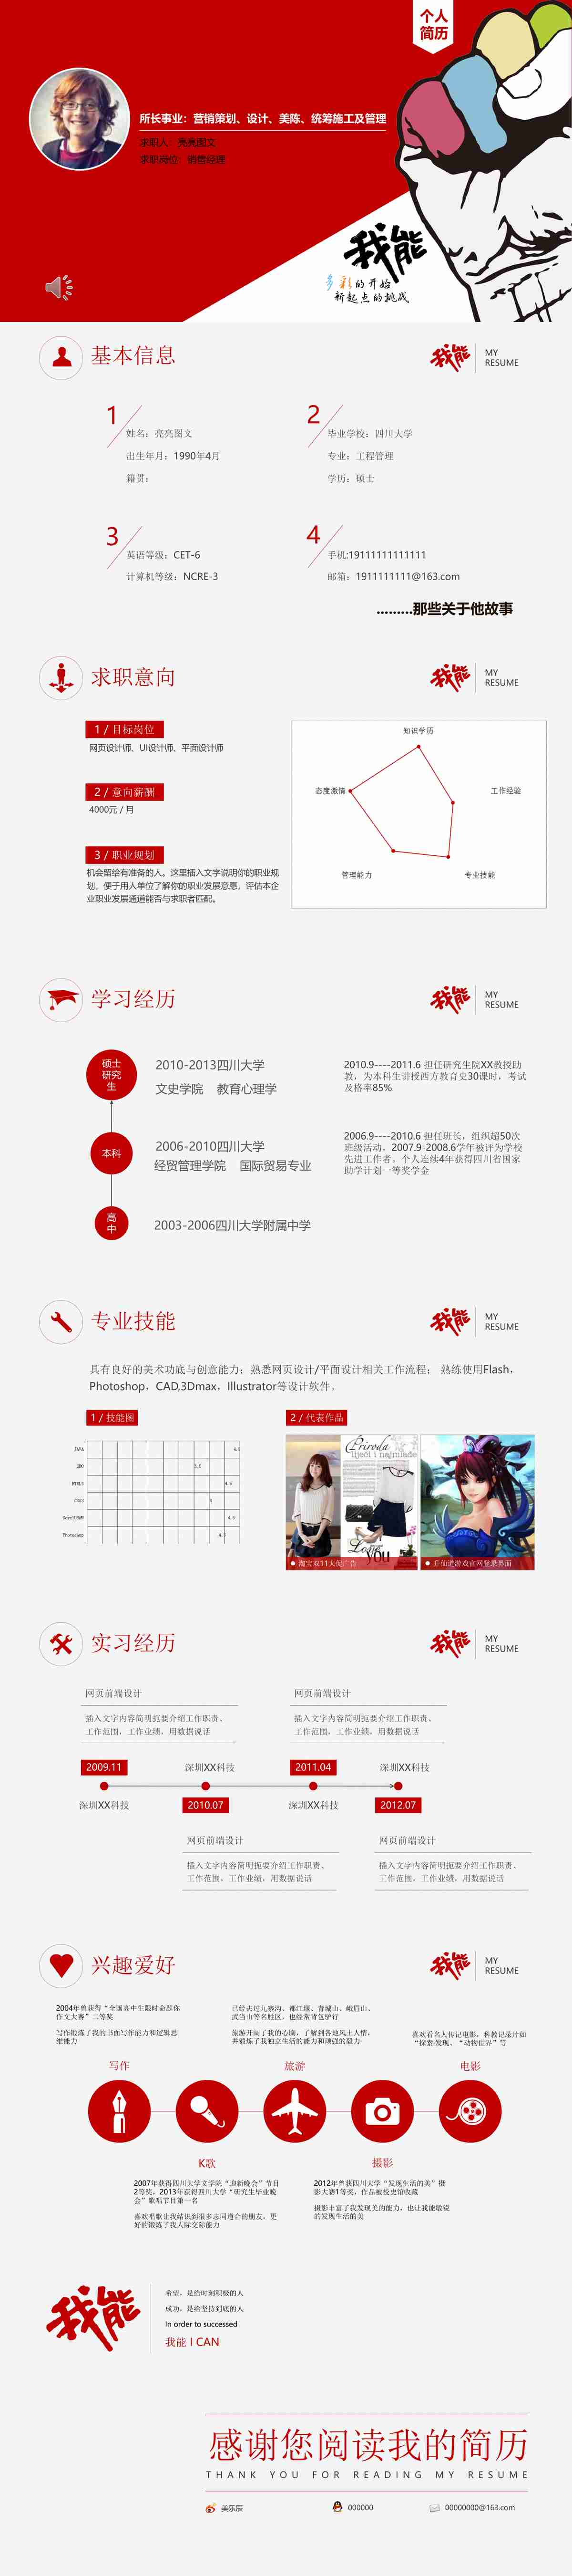 个人
简历
所长事业：营销策划、设计、美陈、统筹施工及管理
求职人：亮亮图文
求职岗位：销售经理
我能
多彩的开始
新起点的挑战
基本信息
我能
MY
RESUME
1
姓名：亮亮图文
出生年月：1990年4月
籍贯：
2
毕业学校：四川大学
专业：工程管理
学历：硕士
3
英语等级：CET-6
计算机等级：NCRE-3
4
手机:19111111111111
邮箱：1911111111@163.com
………那些关于他故事
求职意向
我能
MY
RESUME
1 / 目标岗位
网页设计师、UI设计师、平面设计师
2 / 意向薪酬
4000元 / 月
3 / 职业规划
机会留给有准备的人。这里插入文字说明你的职业规
划，便于用人单位了解你的职业发展意愿，评估本企
业职业发展通道能否与求职者匹配。
知识学历
态度激情
工作经验
管理能力
专业技能
学习经历
我能
MY
RESUME
硕士
研究
生
2010-2013四川大学
文史学院 教育心理学
2010.9----2011.6 担任研究生院XX教授助
教，为本科生讲授西方教育史30课时，考试
及格率85%
本科
2006-2010四川大学
经贸管理学院 国际贸易专业
2006.9----2010.6 担任班长，组织超50次
班级活动，2007.9-2008.6学年被评为学校
先进工作者。个人连续4年获得四川省国家
助学计划一等奖学金
高
中
2003-2006四川大学附属中学
专业技能
我能
MY
RESUME
具有良好的美术功底与创意能力；熟悉网页设计/平面设计相关工作流程； 熟练使用Flash，
Photoshop，CAD,3Dmax，Illustrator等设计软件。
1 / 技能图
JAVA
3.5
HTML5
4.5
CSS3
4
CorelDRAW
Photoshop
4.3
2 / 代表作品
Priroda
liječi i najmlađe
Love
YOU
淘宝双11大促广告
升仙道游戏官网登录界面
实习经历
我能
MY
RESUME
网页前端设计
插入文字内容简明扼要介绍工作职责、
工作范围，工作业绩，用数据说话
网页前端设计
插入文字内容简明扼要介绍工作职责、
工作范围，工作业绩，用数据说话
2009.11
深圳XX科技
2011.04
深圳XX科技
深圳XX科技
2010.07
深圳XX科技
2012.07
网页前端设计
插入文字内容简明扼要介绍工作职责、
工作范围，工作业绩，用数据说话
网页前端设计
插入文字内容简明扼要介绍工作职责、
工作范围，工作业绩，用数据说话
兴趣爱好
我能
MY
RESUME
2004年曾获得“全国高中生限时命题你
作文大赛”二等奖
写作锻炼了我的书面写作能力和逻辑思
维能力
写作
已经去过九寨沟、都江堰、青城山、峨眉山、
武当山等名胜区，也经常背包驴行
旅游开阔了我的心胸，了解到各地风土人情，
并锻炼了我独立生活的能力和顽强的毅力
旅游
喜欢看名人传记电影，科教记录片如
“探索·发现、“动物世界”等
电影
K歌
2007年获得四川大学文学院“迎新晚会”节目
2等奖，2013年获得四川大学“研究生毕业晚
会”歌唱节目第一名
喜欢唱歌让我结识到很多志同道合的朋友，更
好的锻炼了我人际交际能力
摄影
2012年曾获四川大学“发现生活的美”摄
影大赛1等奖，作品被校史馆收藏
摄影丰富了我发现美的能力，也让我能敏锐
的发现生活的美
我能
希望，是给时刻积极的人
成功，是给坚持到底的人
In order to successed
我能 I CAN
感谢您阅读我的简历
THANK YOU FOR READING MY RESUME
美乐辰
000000
00000000@163.com